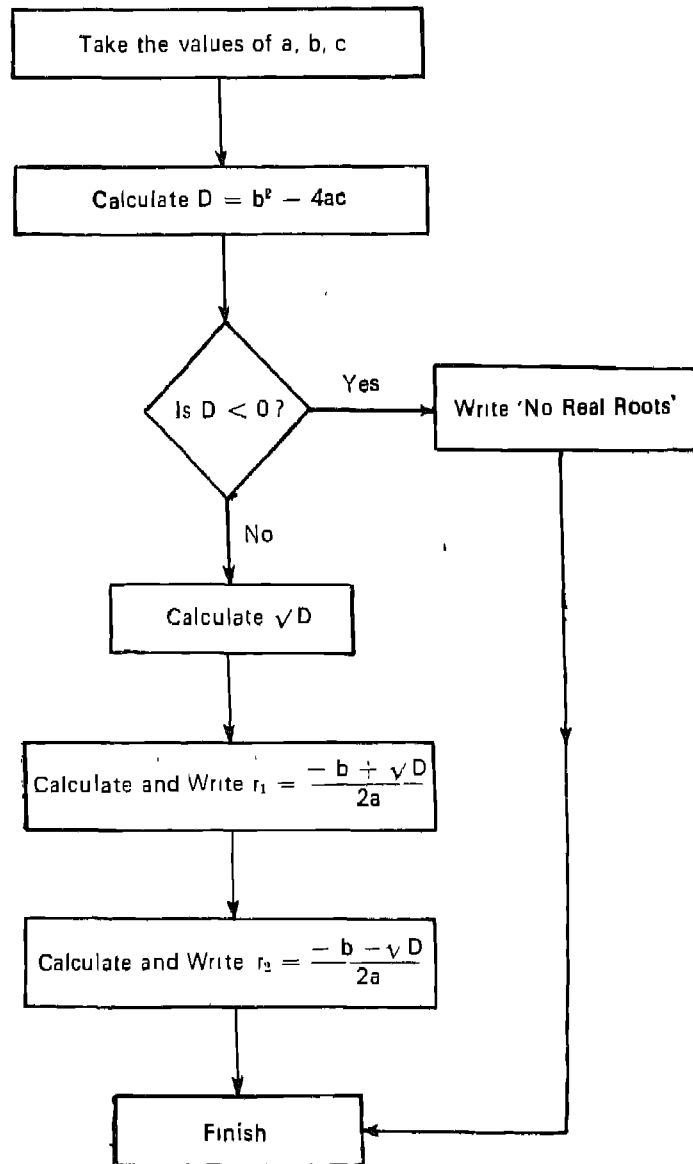 Take the values of a, b, c
Calculate D = b² − 4ac
Is D < 0?
Yes
Write 'No Real Roots'
No
Calculate √D
Calculate and Write r₁ = (− b + √D) / 2a
Calculate and Write r₂ = (− b − √D) / 2a
Finish